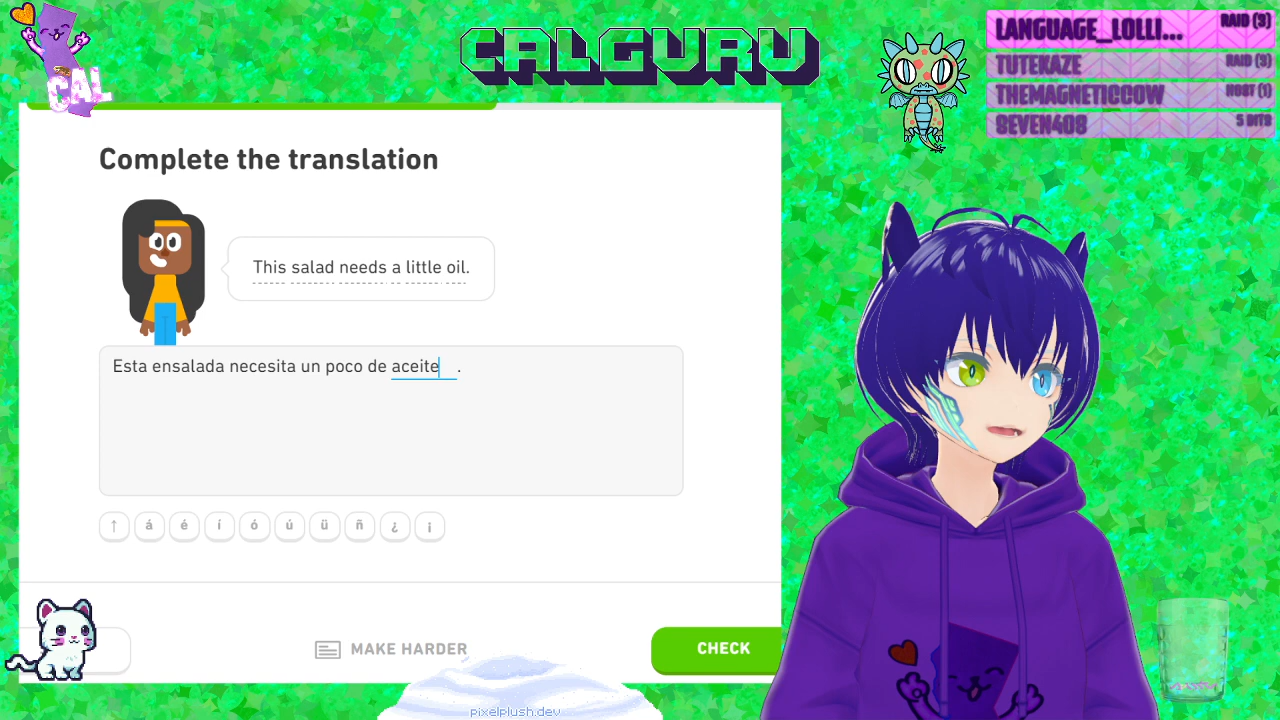 CAL
CALGURU
LANGUAGE_LOLLI... RAID (3)
TUTEKAZE RAID (3)
THEMAGNETICCOW HOST (1)
SEVEN408 5 BITS
Complete the translation
This salad needs a little oil.
Esta ensalada necesita un poco de aceite .
↑ á é í ó ú ü ñ ¿ ¡
MAKE HARDER
CHECK
pixelplush.dev